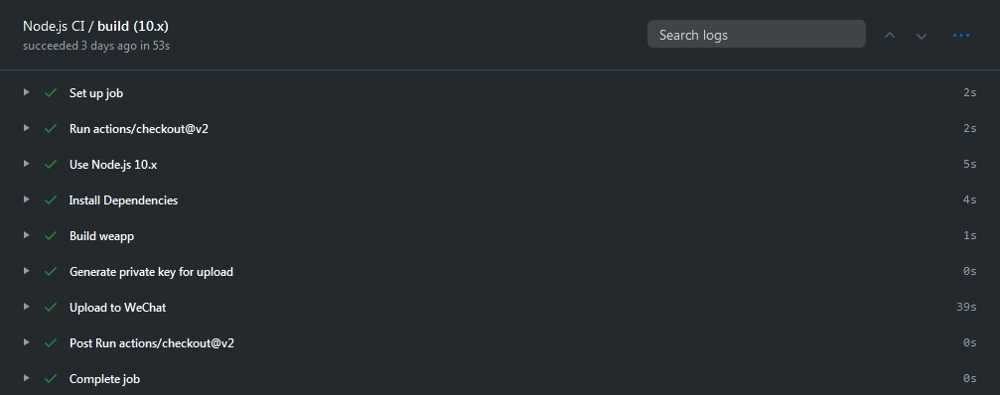 Node.js CI / build (10.x)
succeeded 3 days ago in 53s
Search logs
Set up job 2s
Run actions/checkout@v2 2s
Use Node.js 10.x 5s
Install Dependencies 4s
Build weapp 1s
Generate private key for upload 0s
Upload to WeChat 39s
Post Run actions/checkout@v2 0s
Complete job 0s